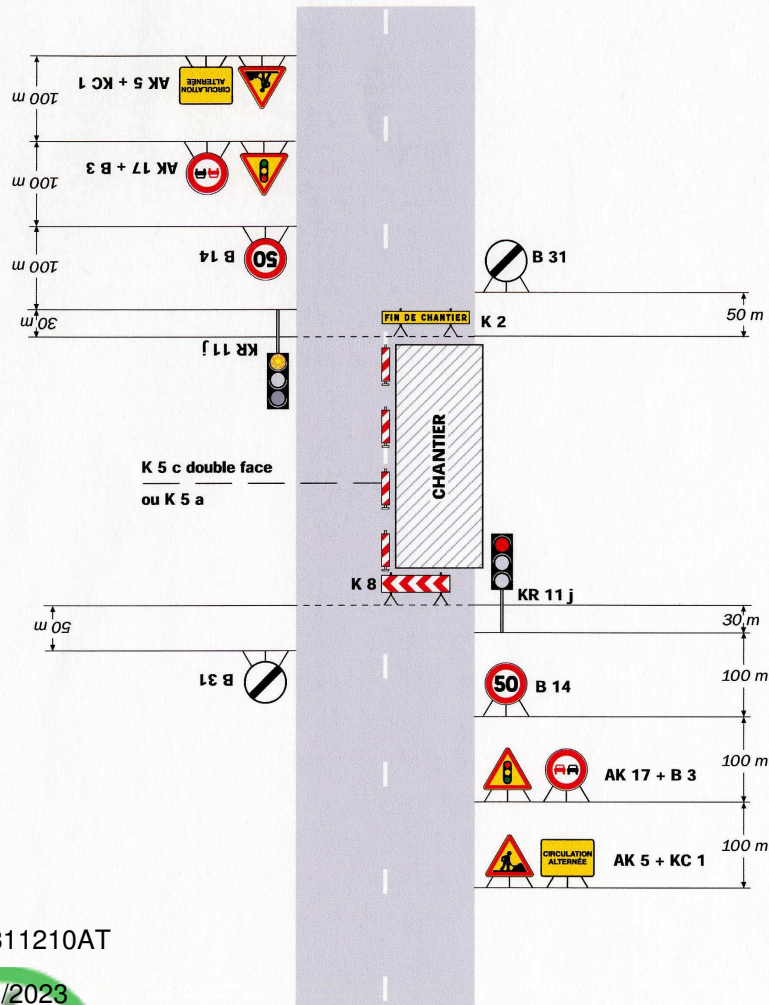 AK 5 + KC 1
CIRCULATION
ALTERNÉE
100 m
AK 17 + B 3
100 m
B 14
50
100 m
B 31
30 m
50 m
FIN DE CHANTIER
K 2
KR 11 j
CHANTIER
K 5 c double face
ou K 5 a
K 8
KR 11 j
30 m
50 m
B 31
50
B 14
100 m
AK 17 + B 3
100 m
CIRCULATION
ALTERNÉE
AK 5 + KC 1
100 m
311210AT
/2023